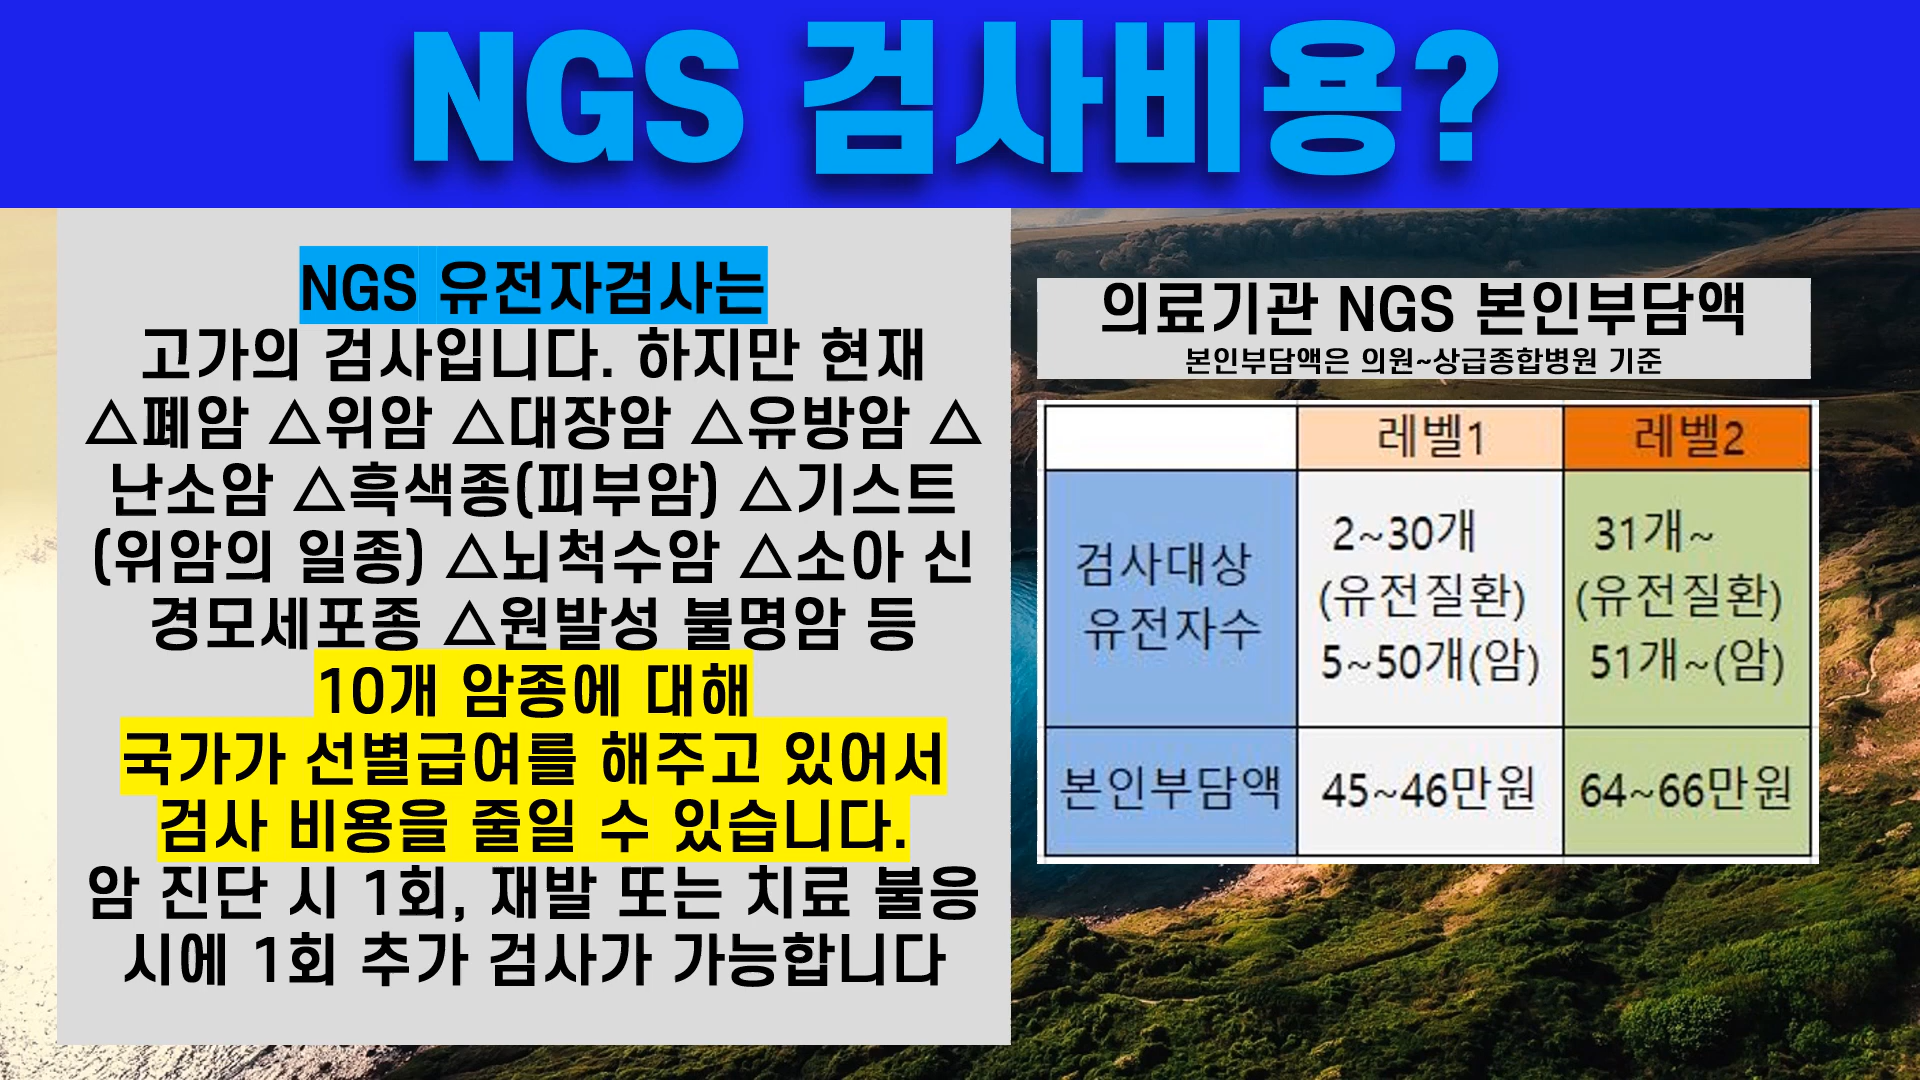 NGS 검사비용?
NGS 유전자검사는
고가의 검사입니다. 하지만 현재
△폐암 △위암 △대장암 △유방암 △
난소암 △흑색종(피부암) △기스트
(위암의 일종) △뇌척수암 △소아 신
경모세포종 △원발성 불명암 등
10개 암종에 대해
국가가 선별급여를 해주고 있어서
검사 비용을 줄일 수 있습니다.
암 진단 시 1회, 재발 또는 치료 불응
시에 1회 추가 검사가 가능합니다
의료기관 NGS 본인부담액
본인부담액은 의원~상급종합병원 기준
레벨1 레벨2
검사대상
유전자수
2~30개
(유전질환)
5~50개(암)
31개~
(유전질환)
51개~(암)
본인부담액 45~46만원 64~66만원